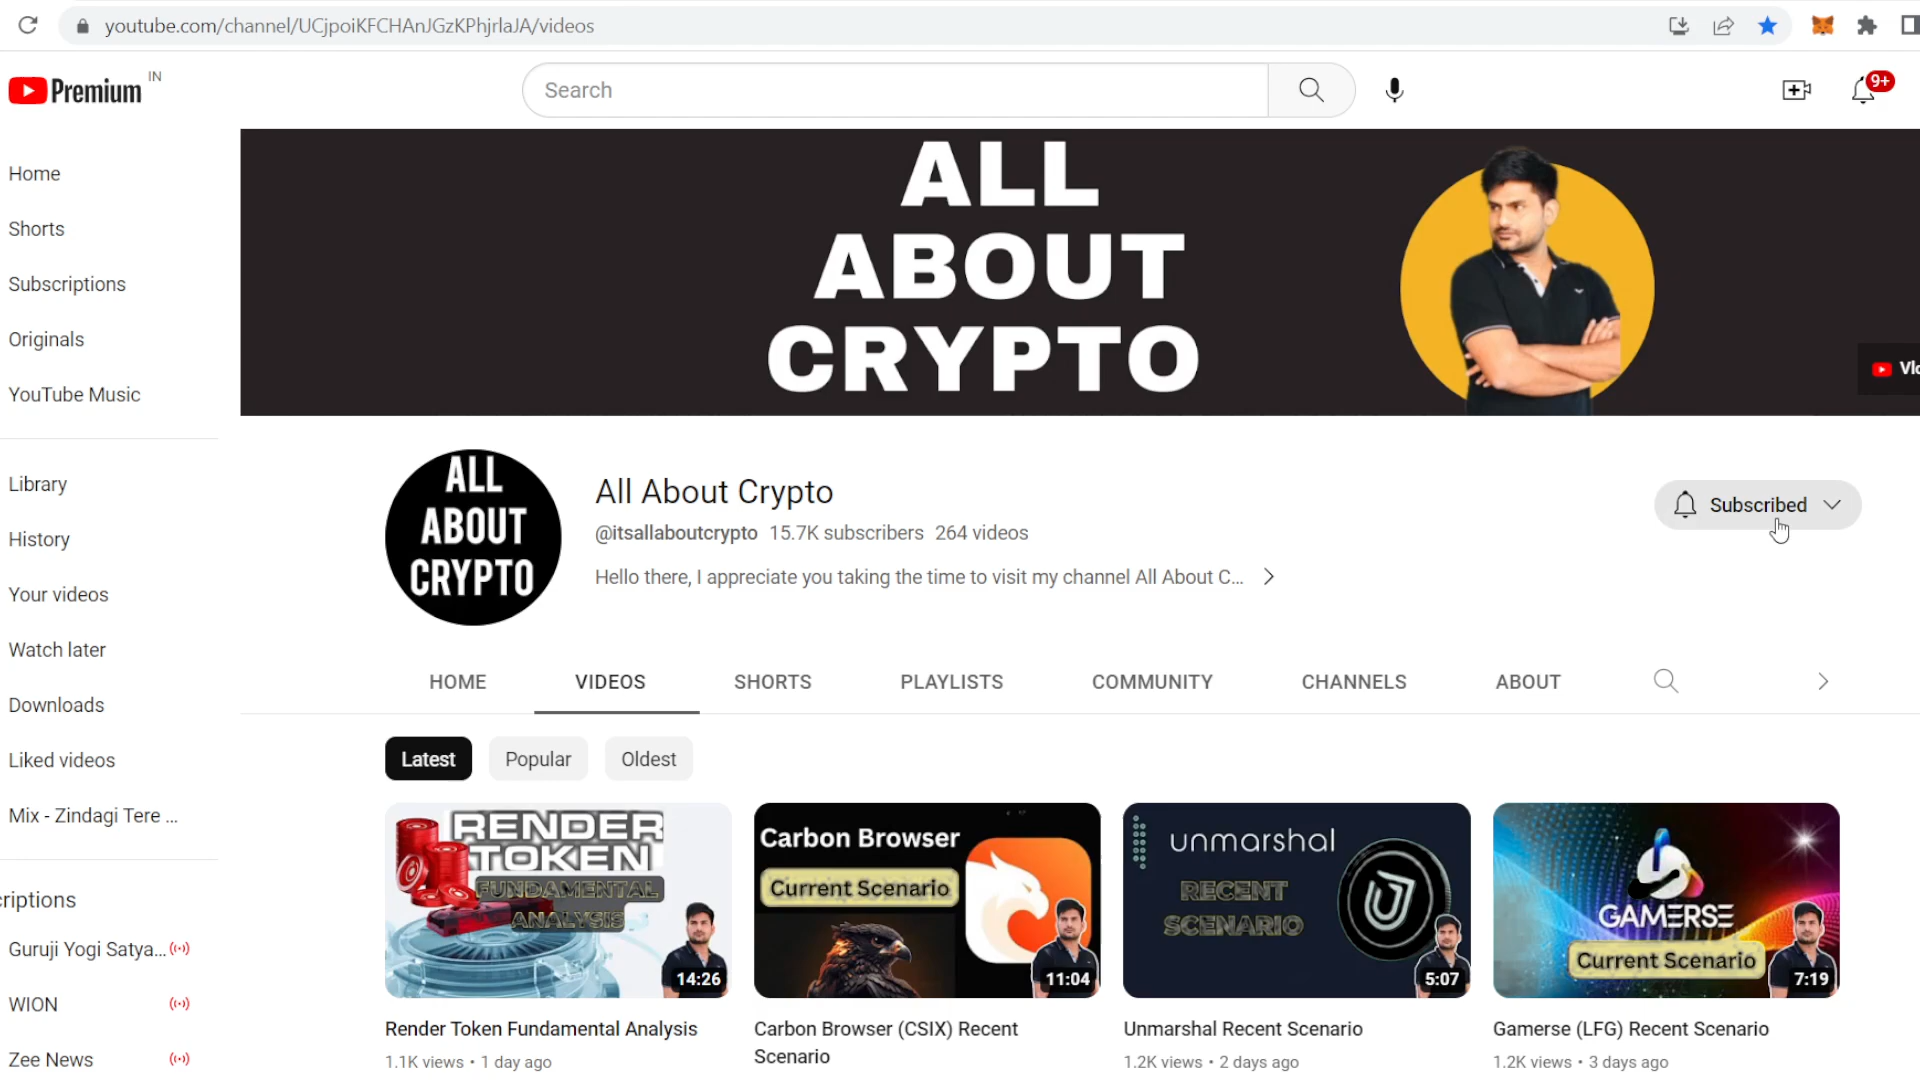 youtube.com/channel/UCjpoiKFCHAnJGzKPhjrlaJA/videos
Premium IN
Search
9+
Home
Shorts
Subscriptions
Originals
YouTube Music
Library
History
Your videos
Watch later
Downloads
Liked videos
Mix - Zindagi Tere ...
criptions
Guruji Yogi Satya...
WION
Zee News
ALL
ABOUT
CRYPTO
Vlo
ALL
ABOUT
CRYPTO
All About Crypto
@itsallaboutcrypto 15.7K subscribers 264 videos
Hello there, I appreciate you taking the time to visit my channel All About C...
Subscribed
HOME VIDEOS SHORTS PLAYLISTS COMMUNITY CHANNELS ABOUT
Latest Popular Oldest
RENDER
TOKEN
FUNDAMENTAL
ANALYSIS
14:26
Render Token Fundamental Analysis
1.1K views • 1 day ago
Carbon Browser
Current Scenario
11:04
Carbon Browser (CSIX) Recent
Scenario
unmarshal
RECENT
SCENARIO
5:07
Unmarshal Recent Scenario
1.2K views • 2 days ago
GAMERSE
Current Scenario
7:19
Gamerse (LFG) Recent Scenario
1.2K views • 3 days ago